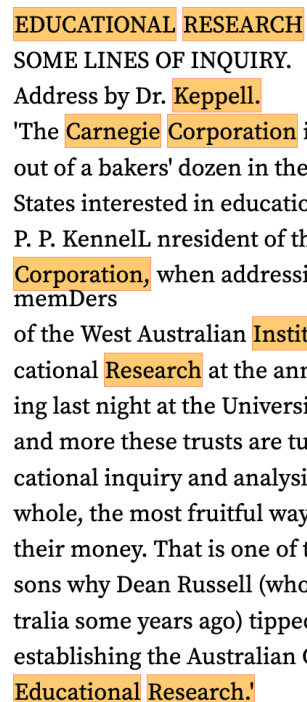 EDUCATIONAL RESEARCH
SOME LINES OF INQUIRY.
Address by Dr. Keppell.
'The Carnegie Corporation i
out of a bakers' dozen in the
States interested in educatio
P. P. KennelL nresident of th
Corporation, when addressi
memDers
of the West Australian Instit
cational Research at the ann
ing last night at the Universi
and more these trusts are tu
cational inquiry and analysi
whole, the most fruitful way
their money. That is one of t
sons why Dean Russell (who
tralia some years ago) tipped
establishing the Australian C
Educational Research.'